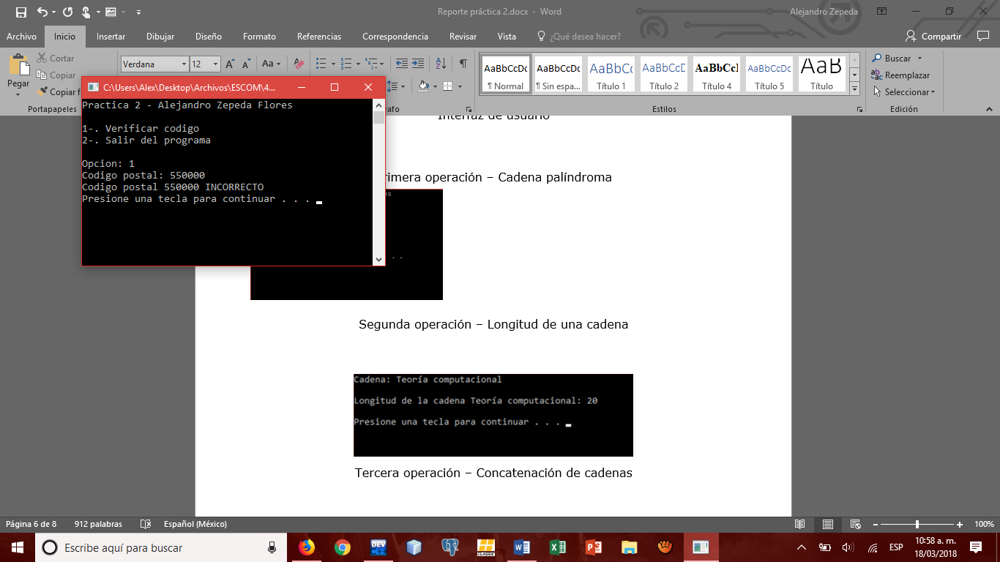 Reporte práctica 2.docx - Word
Alejandro Zepeda
Archivo Inicio Insertar Dibujar Diseño Formato Referencias Correspondencia Revisar Vista ¿Qué desea hacer? Compartir
Pegar
Cortar
Copiar
Copiar f
Portapapeles
Verdana 12
Aa
rafo
AaBbCcDc AaBbCcDc AaBbCc AaBbCcD AaBbCcI AaBbCcDc AaB
¶ Normal ¶ Sin espa... Título 1 Título 2 Título 4 Título 5 Título
Estilos
Buscar
Reemplazar
Seleccionar
Edición
C:\Users\Alex\Desktop\Archivos\ESCOM\4...
Practica 2 - Alejandro Zepeda Flores
1-. Verificar codigo
2-. Salir del programa
Opcion: 1
Codigo postal: 550000
Codigo postal 550000 INCORRECTO
Presione una tecla para continuar . . .
Interfaz de usuario
rimera operación – Cadena palíndroma
es
. .
Segunda operación – Longitud de una cadena
Cadena: Teoría computacional
Longitud de la cadena Teoría computacional: 20
Presione una tecla para continuar . . .
Tercera operación – Concatenación de cadenas
Página 6 de 8 912 palabras Español (México) 100%
Escribe aquí para buscar
DEV
CLASSIC
ESP
10:58 a. m.
18/03/2018